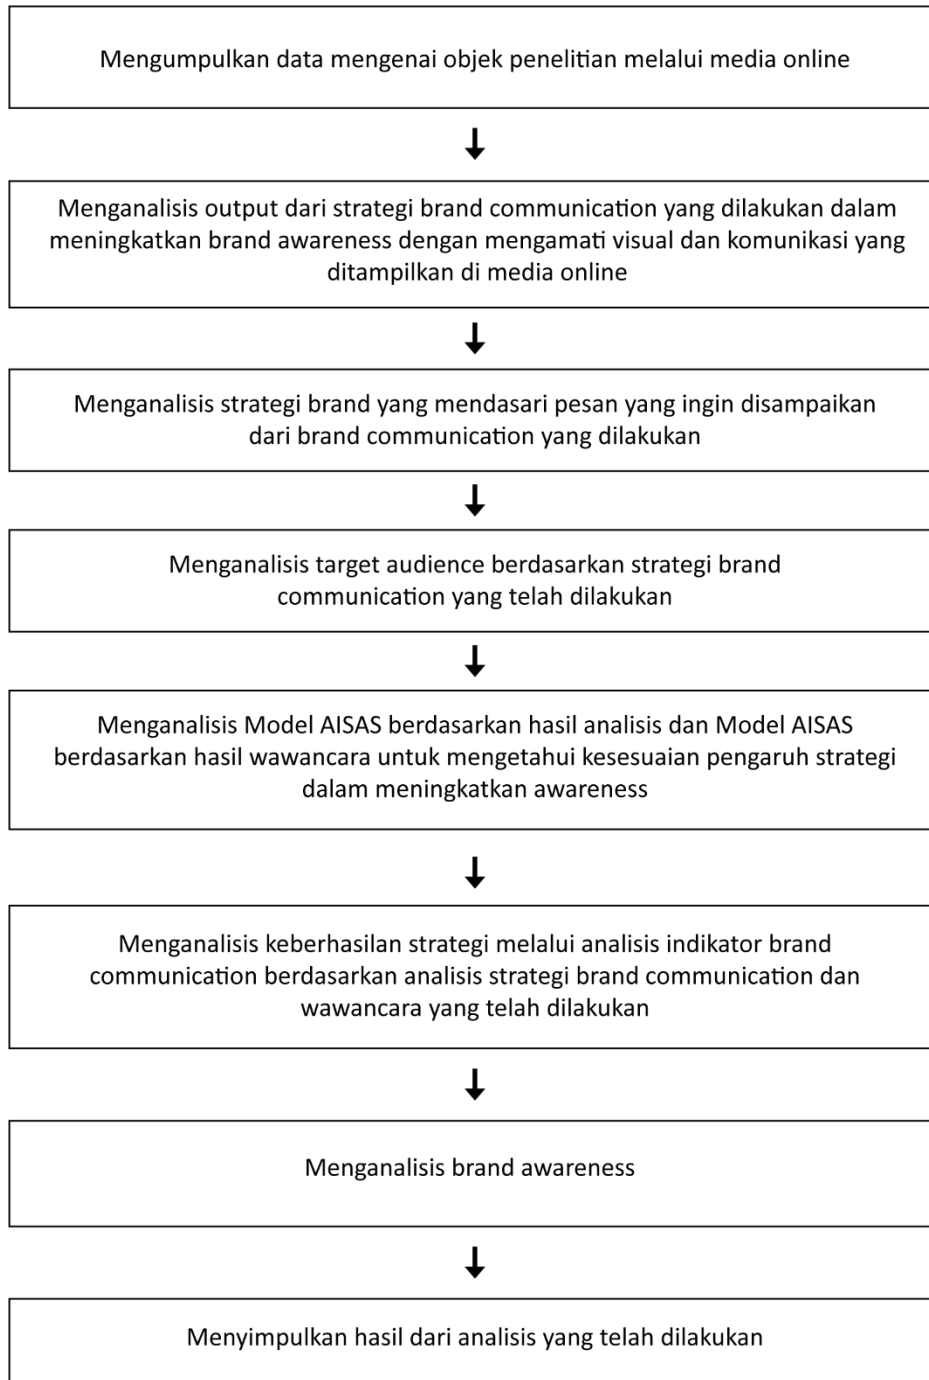 Mengumpulkan data mengenai objek penelitian melalui media online
Menganalisis output dari strategi brand communication yang dilakukan dalam
meningkatkan brand awareness dengan mengamati visual dan komunikasi yang
ditampilkan di media online
Menganalisis strategi brand yang mendasari pesan yang ingin disampaikan
dari brand communication yang dilakukan
Menganalisis target audience berdasarkan strategi brand
communication yang telah dilakukan
Menganalisis Model AISAS berdasarkan hasil analisis dan Model AISAS
berdasarkan hasil wawancara untuk mengetahui kesesuaian pengaruh strategi
dalam meningkatkan awareness
Menganalisis keberhasilan strategi melalui analisis indikator brand
communication berdasarkan analisis strategi brand communication dan
wawancara yang telah dilakukan
Menganalisis brand awareness
Menyimpulkan hasil dari analisis yang telah dilakukan